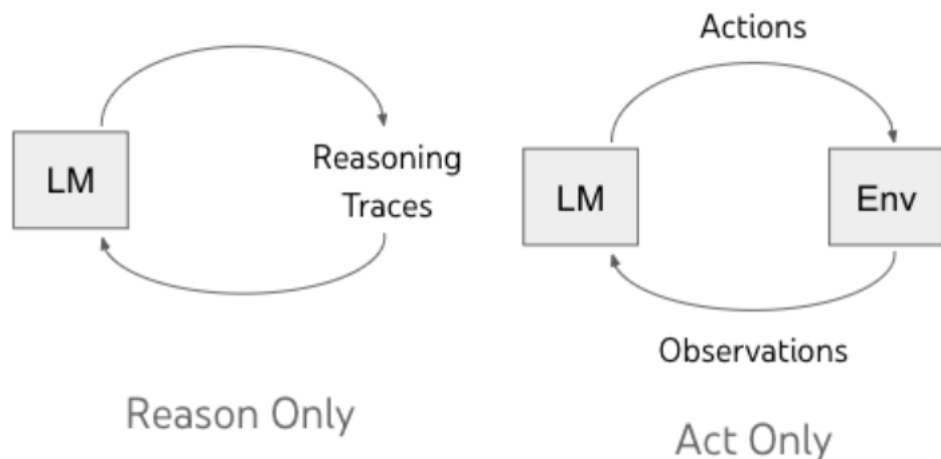 LM
Reasoning
Traces
Reason Only
Actions
LM
Env
Observations
Act Only